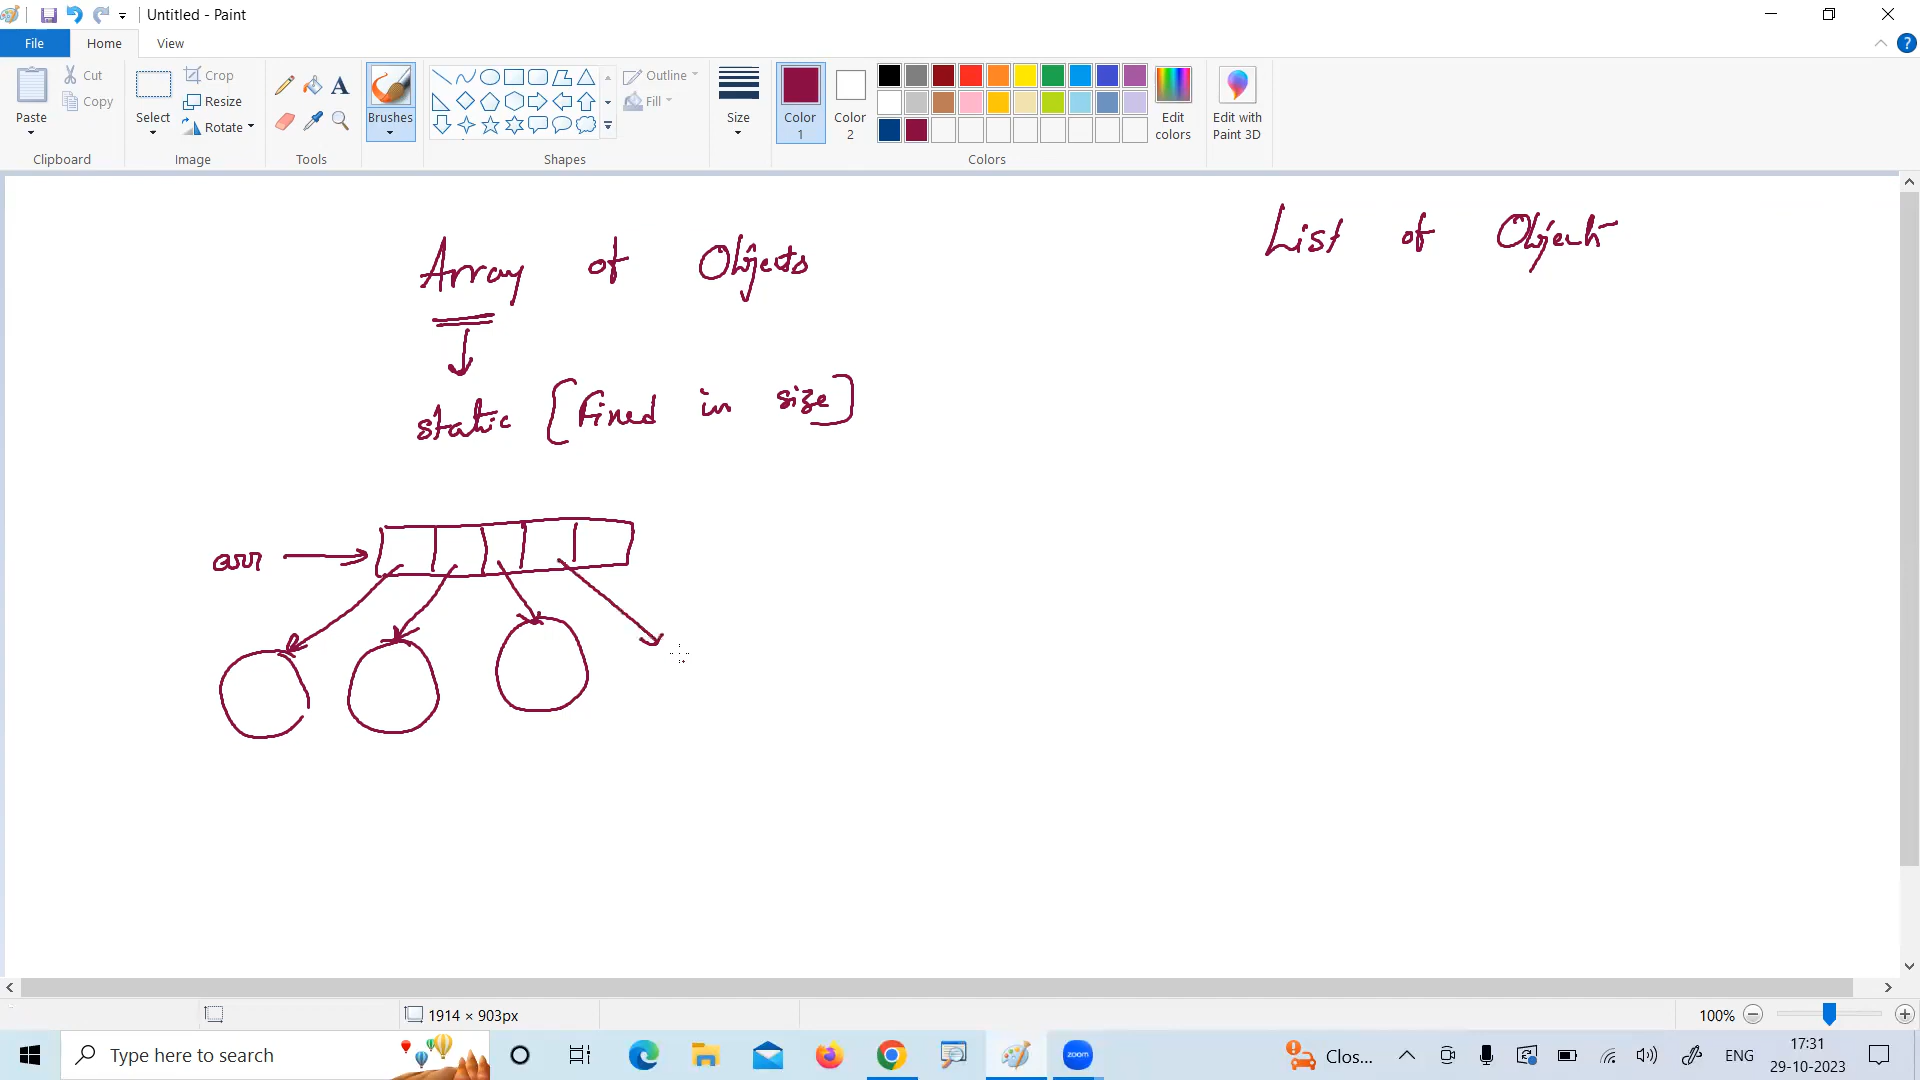 Untitled - Paint
File Home View
Cut
Copy
Paste
Clipboard
Crop
Resize
Rotate
Select
Image
Tools
Brushes
Shapes
Outline
Fill
Size
Color 1
Color 2
Colors
Edit colors
Edit with Paint 3D
Array of Objects
List of Objects
static [Fixed in size]
arr
1914 × 903px
100%
Type here to search
zoom
Clos...
ENG
17:31
29-10-2023